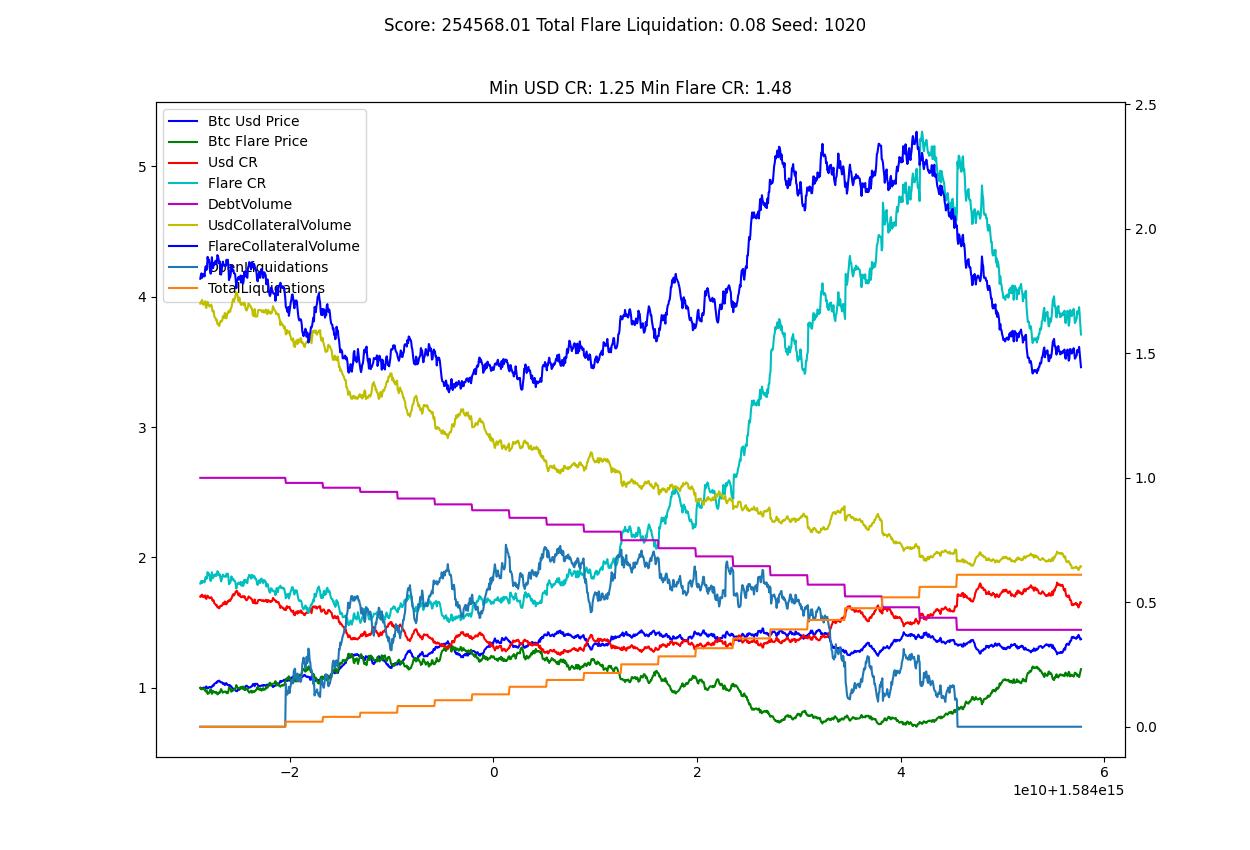 Score: 254568.01 Total Flare Liquidation: 0.08 Seed: 1020
Min USD CR: 1.25 Min Flare CR: 1.48
Btc Usd Price
Btc Flare Price
Usd CR
Flare CR
DebtVolume
UsdCollateralVolume
FlareCollateralVolume
OpenLiquidations
TotalLiquidations
5
4
3
2
1
2.5
2.0
1.5
1.0
0.5
0.0
−2 0 2 4 6
1e10+1.584e15